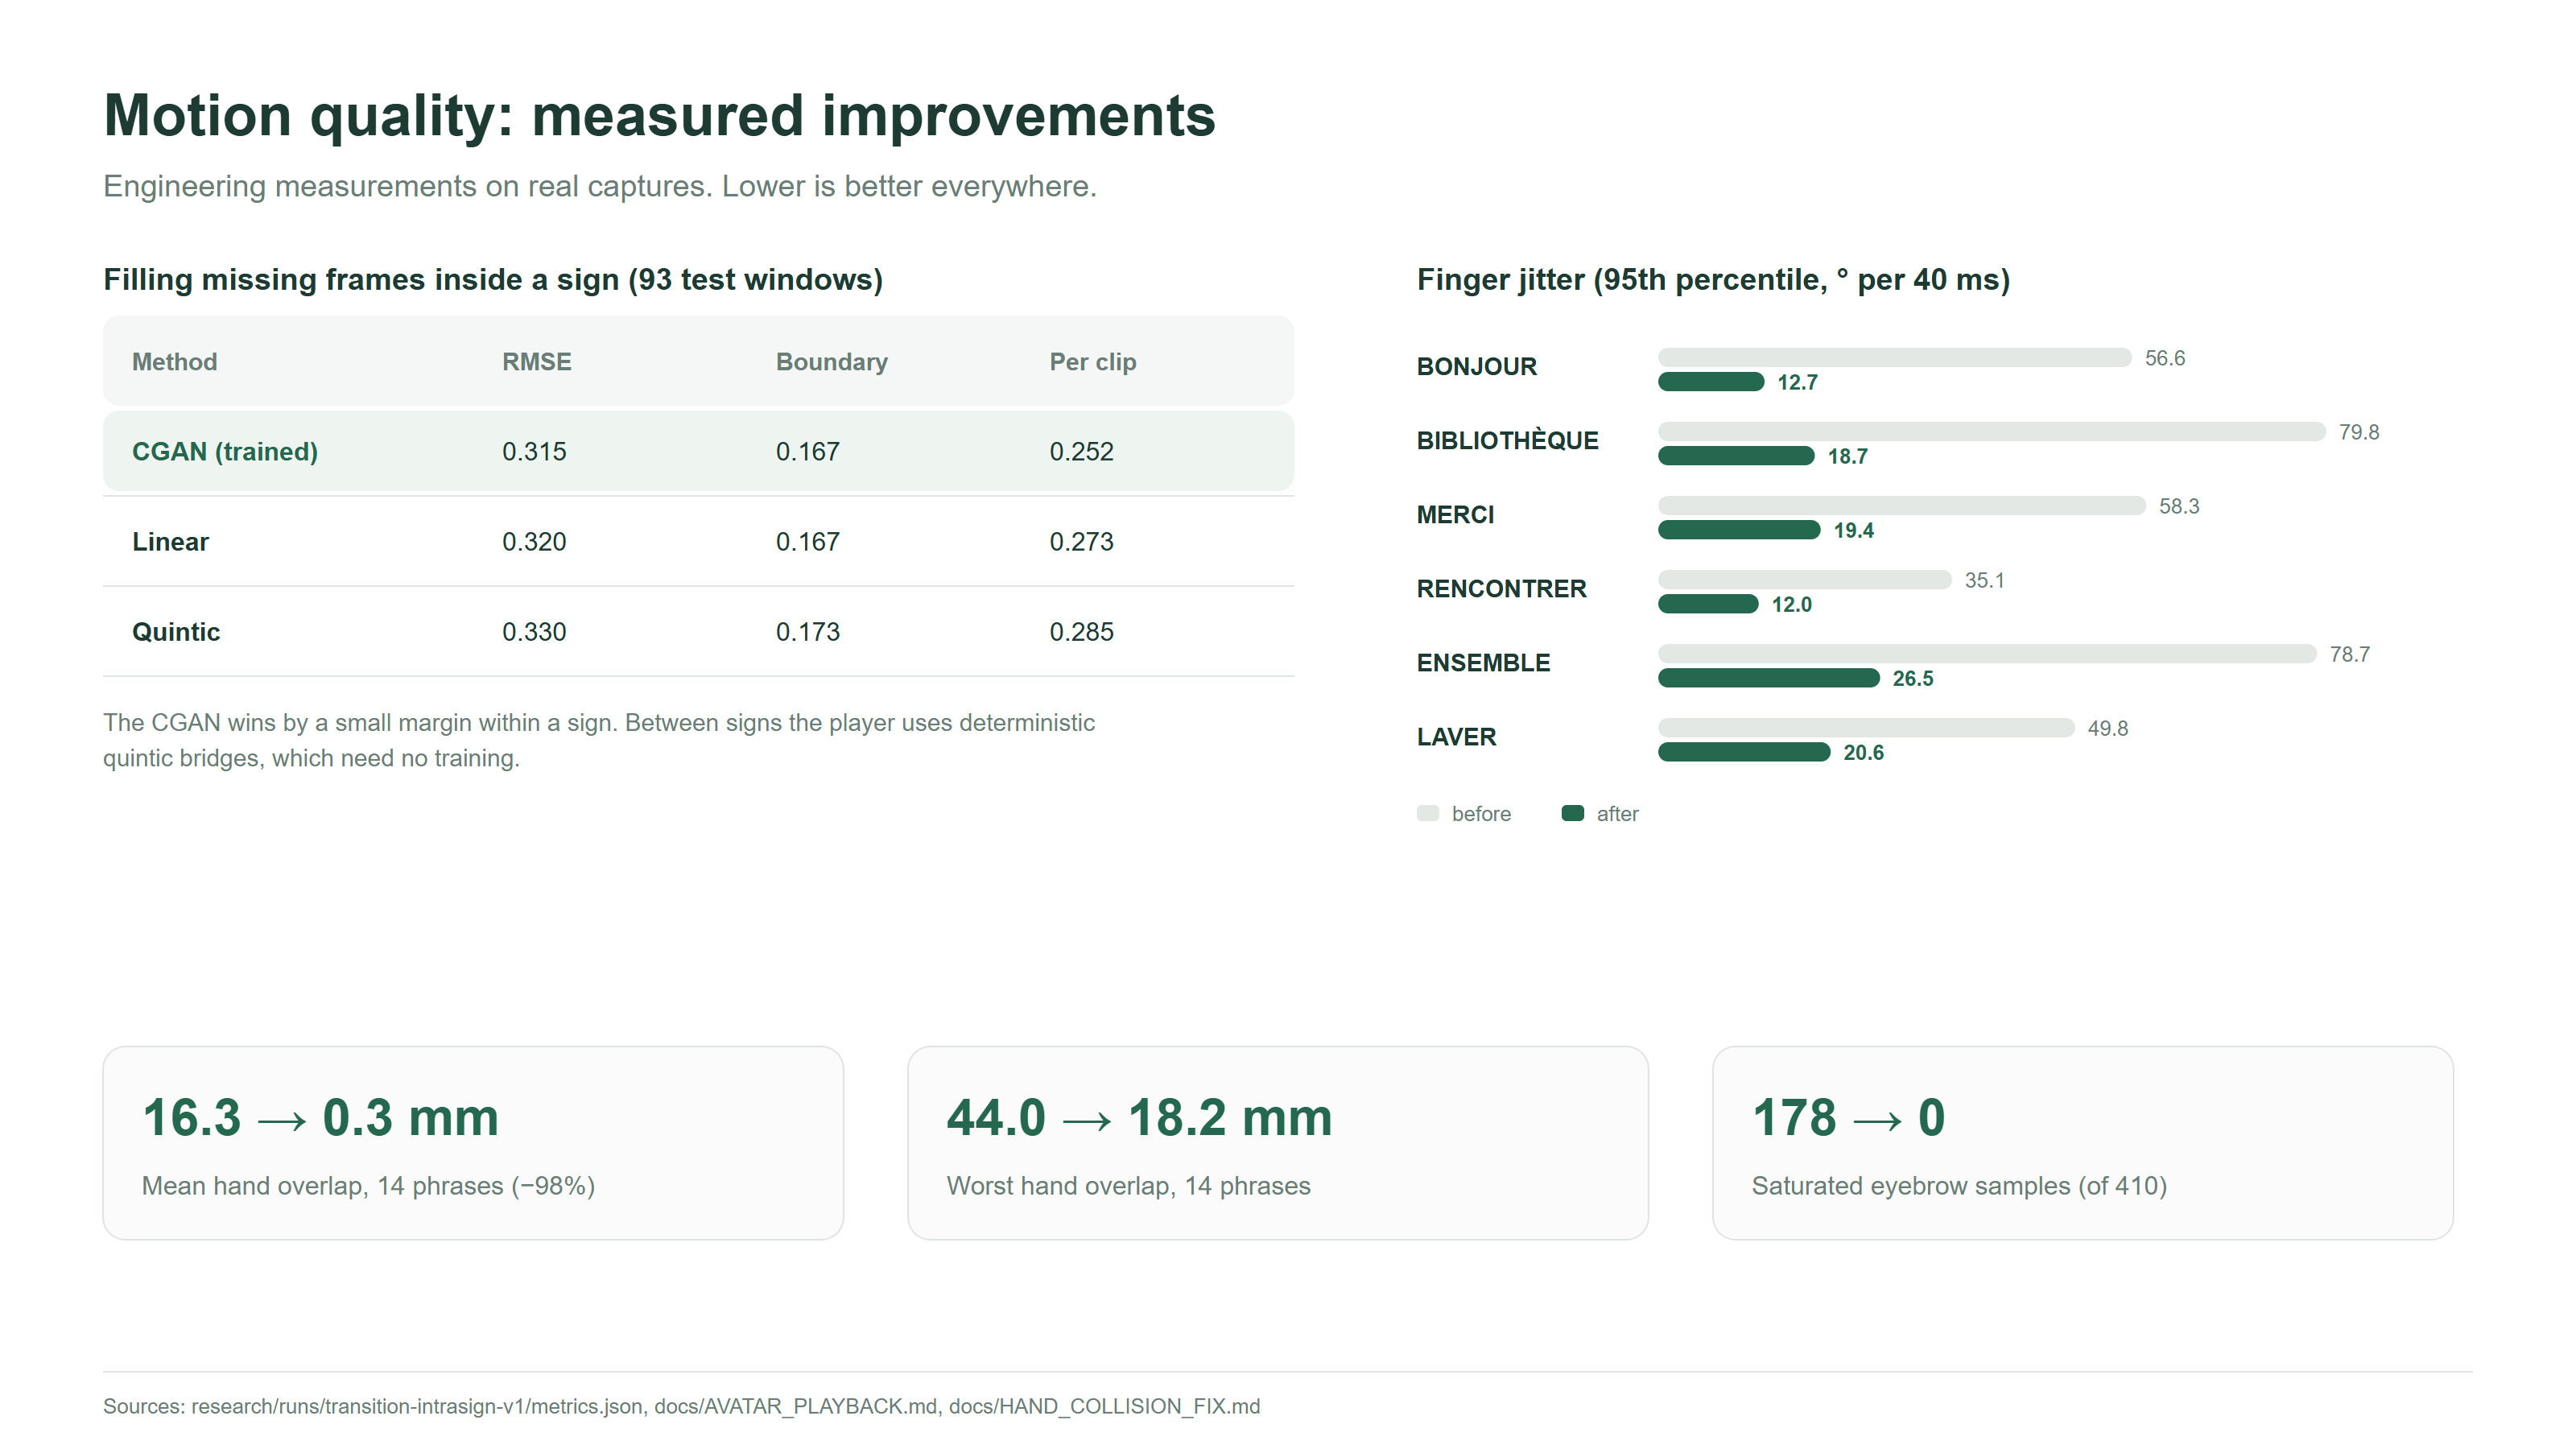 Motion quality: measured improvements
Engineering measurements on real captures. Lower is better everywhere.
Filling missing frames inside a sign (93 test windows)
Method RMSE Boundary Per clip
CGAN (trained) 0.315 0.167 0.252
Linear 0.320 0.167 0.273
Quintic 0.330 0.173 0.285
The CGAN wins by a small margin within a sign. Between signs the player uses deterministic
quintic bridges, which need no training.
Finger jitter (95th percentile, ° per 40 ms)
BONJOUR 56.6
12.7
BIBLIOTHÈQUE 79.8
18.7
MERCI 58.3
19.4
RENCONTRER 35.1
12.0
ENSEMBLE 78.7
26.5
LAVER 49.8
20.6
before after
16.3 → 0.3 mm
Mean hand overlap, 14 phrases (−98%)
44.0 → 18.2 mm
Worst hand overlap, 14 phrases
178 → 0
Saturated eyebrow samples (of 410)
Sources: research/runs/transition-intrasign-v1/metrics.json, docs/AVATAR_PLAYBACK.md, docs/HAND_COLLISION_FIX.md